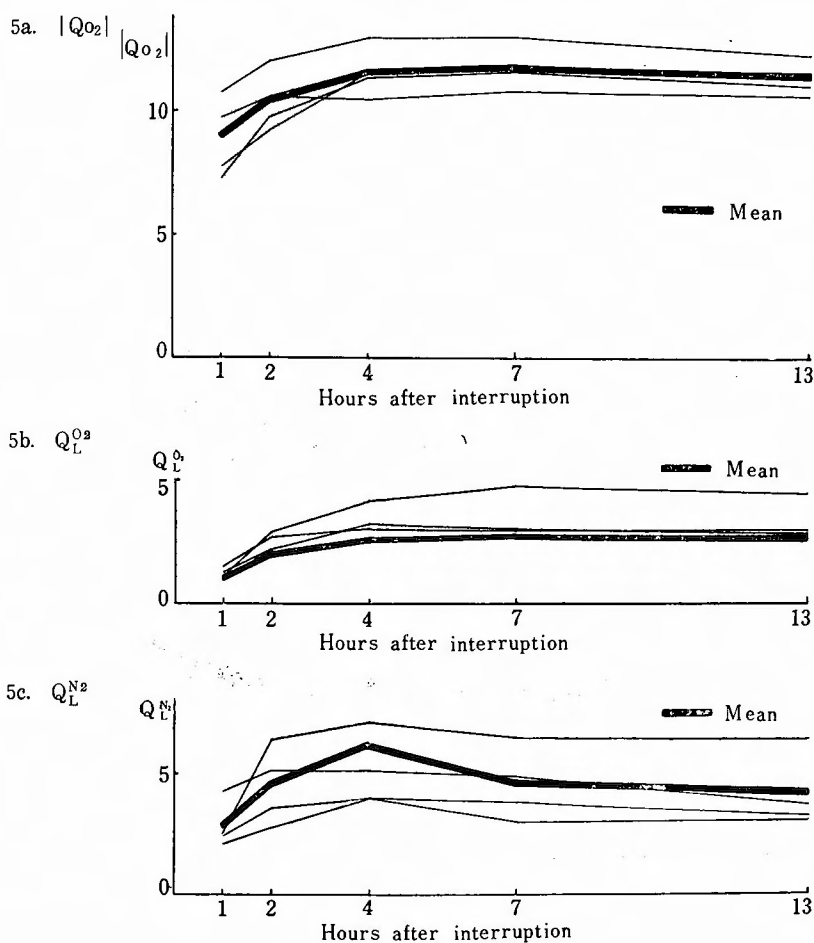 5a. |Qo₂|
|Qo₂|
10
5
0
Mean
1 2 4 7 13
Hours after interruption
5b. Q_L^O₂
Q_L^O₂
5
0
Mean
1 2 4 7 13
Hours after interruption
5c. Q_L^N₂
Q_L^N₂
5
0
Mean
1 2 4 7 13
Hours after interruption